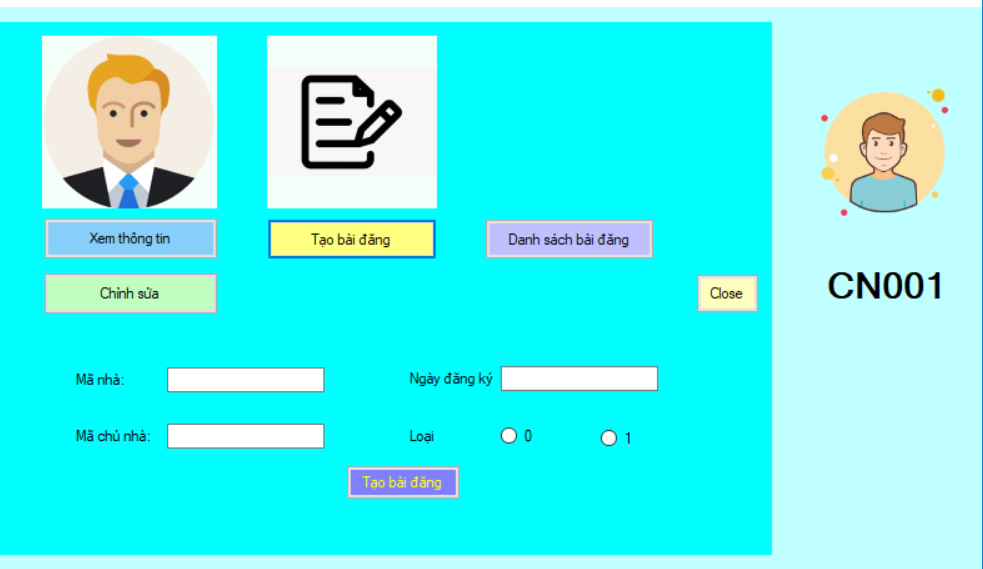 Xem thông tin
Tạo bài đăng
Danh sách bài đăng
Chỉnh sửa
Close
CN001
Mã nhà:
Ngày đăng ký
Mã chủ nhà:
Loại
0
1
Tạo bài đăng